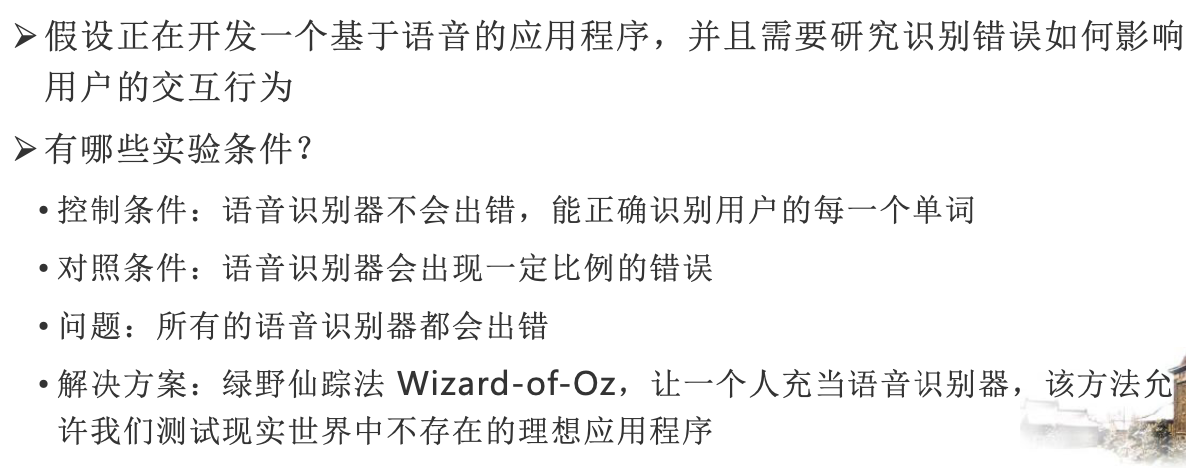 ➢假设正在开发一个基于语音的应用程序，并且需要研究识别错误如何影响
用户的交互行为
➢有哪些实验条件？
•控制条件：语音识别器不会出错，能正确识别用户的每一个单词
•对照条件：语音识别器会出现一定比例的错误
•问题：所有的语音识别器都会出错
•解决方案：绿野仙踪法 Wizard-of-Oz，让一个人充当语音识别器，该方法允
许我们测试现实世界中不存在的理想应用程序